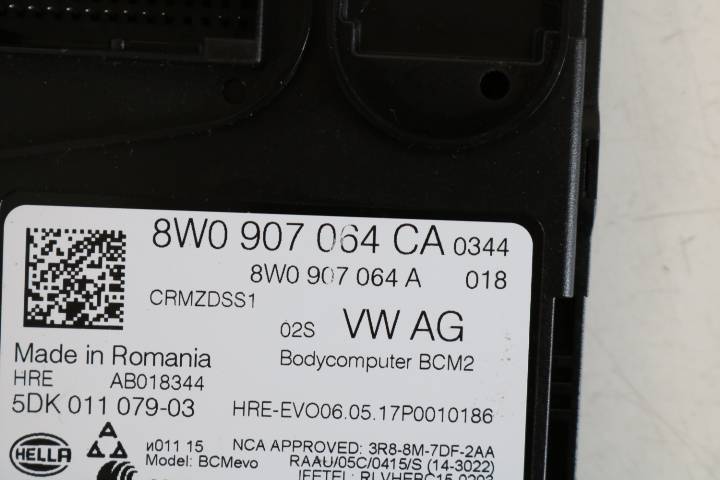 8W0 907 064 CA 0344
8W0 907 064 A 018
CRMZDSS1
02S VW AG
Made in Romania Bodycomputer BCM2
HRE AB018344
5DK 011 079-03 HRE-EVO06.05.17P0010186
HELLA
и011 15 NCA APPROVED: 3R8-8M-7DF-2AA
Model: BCMevo RAAU/05C/0415/S (14-3022)